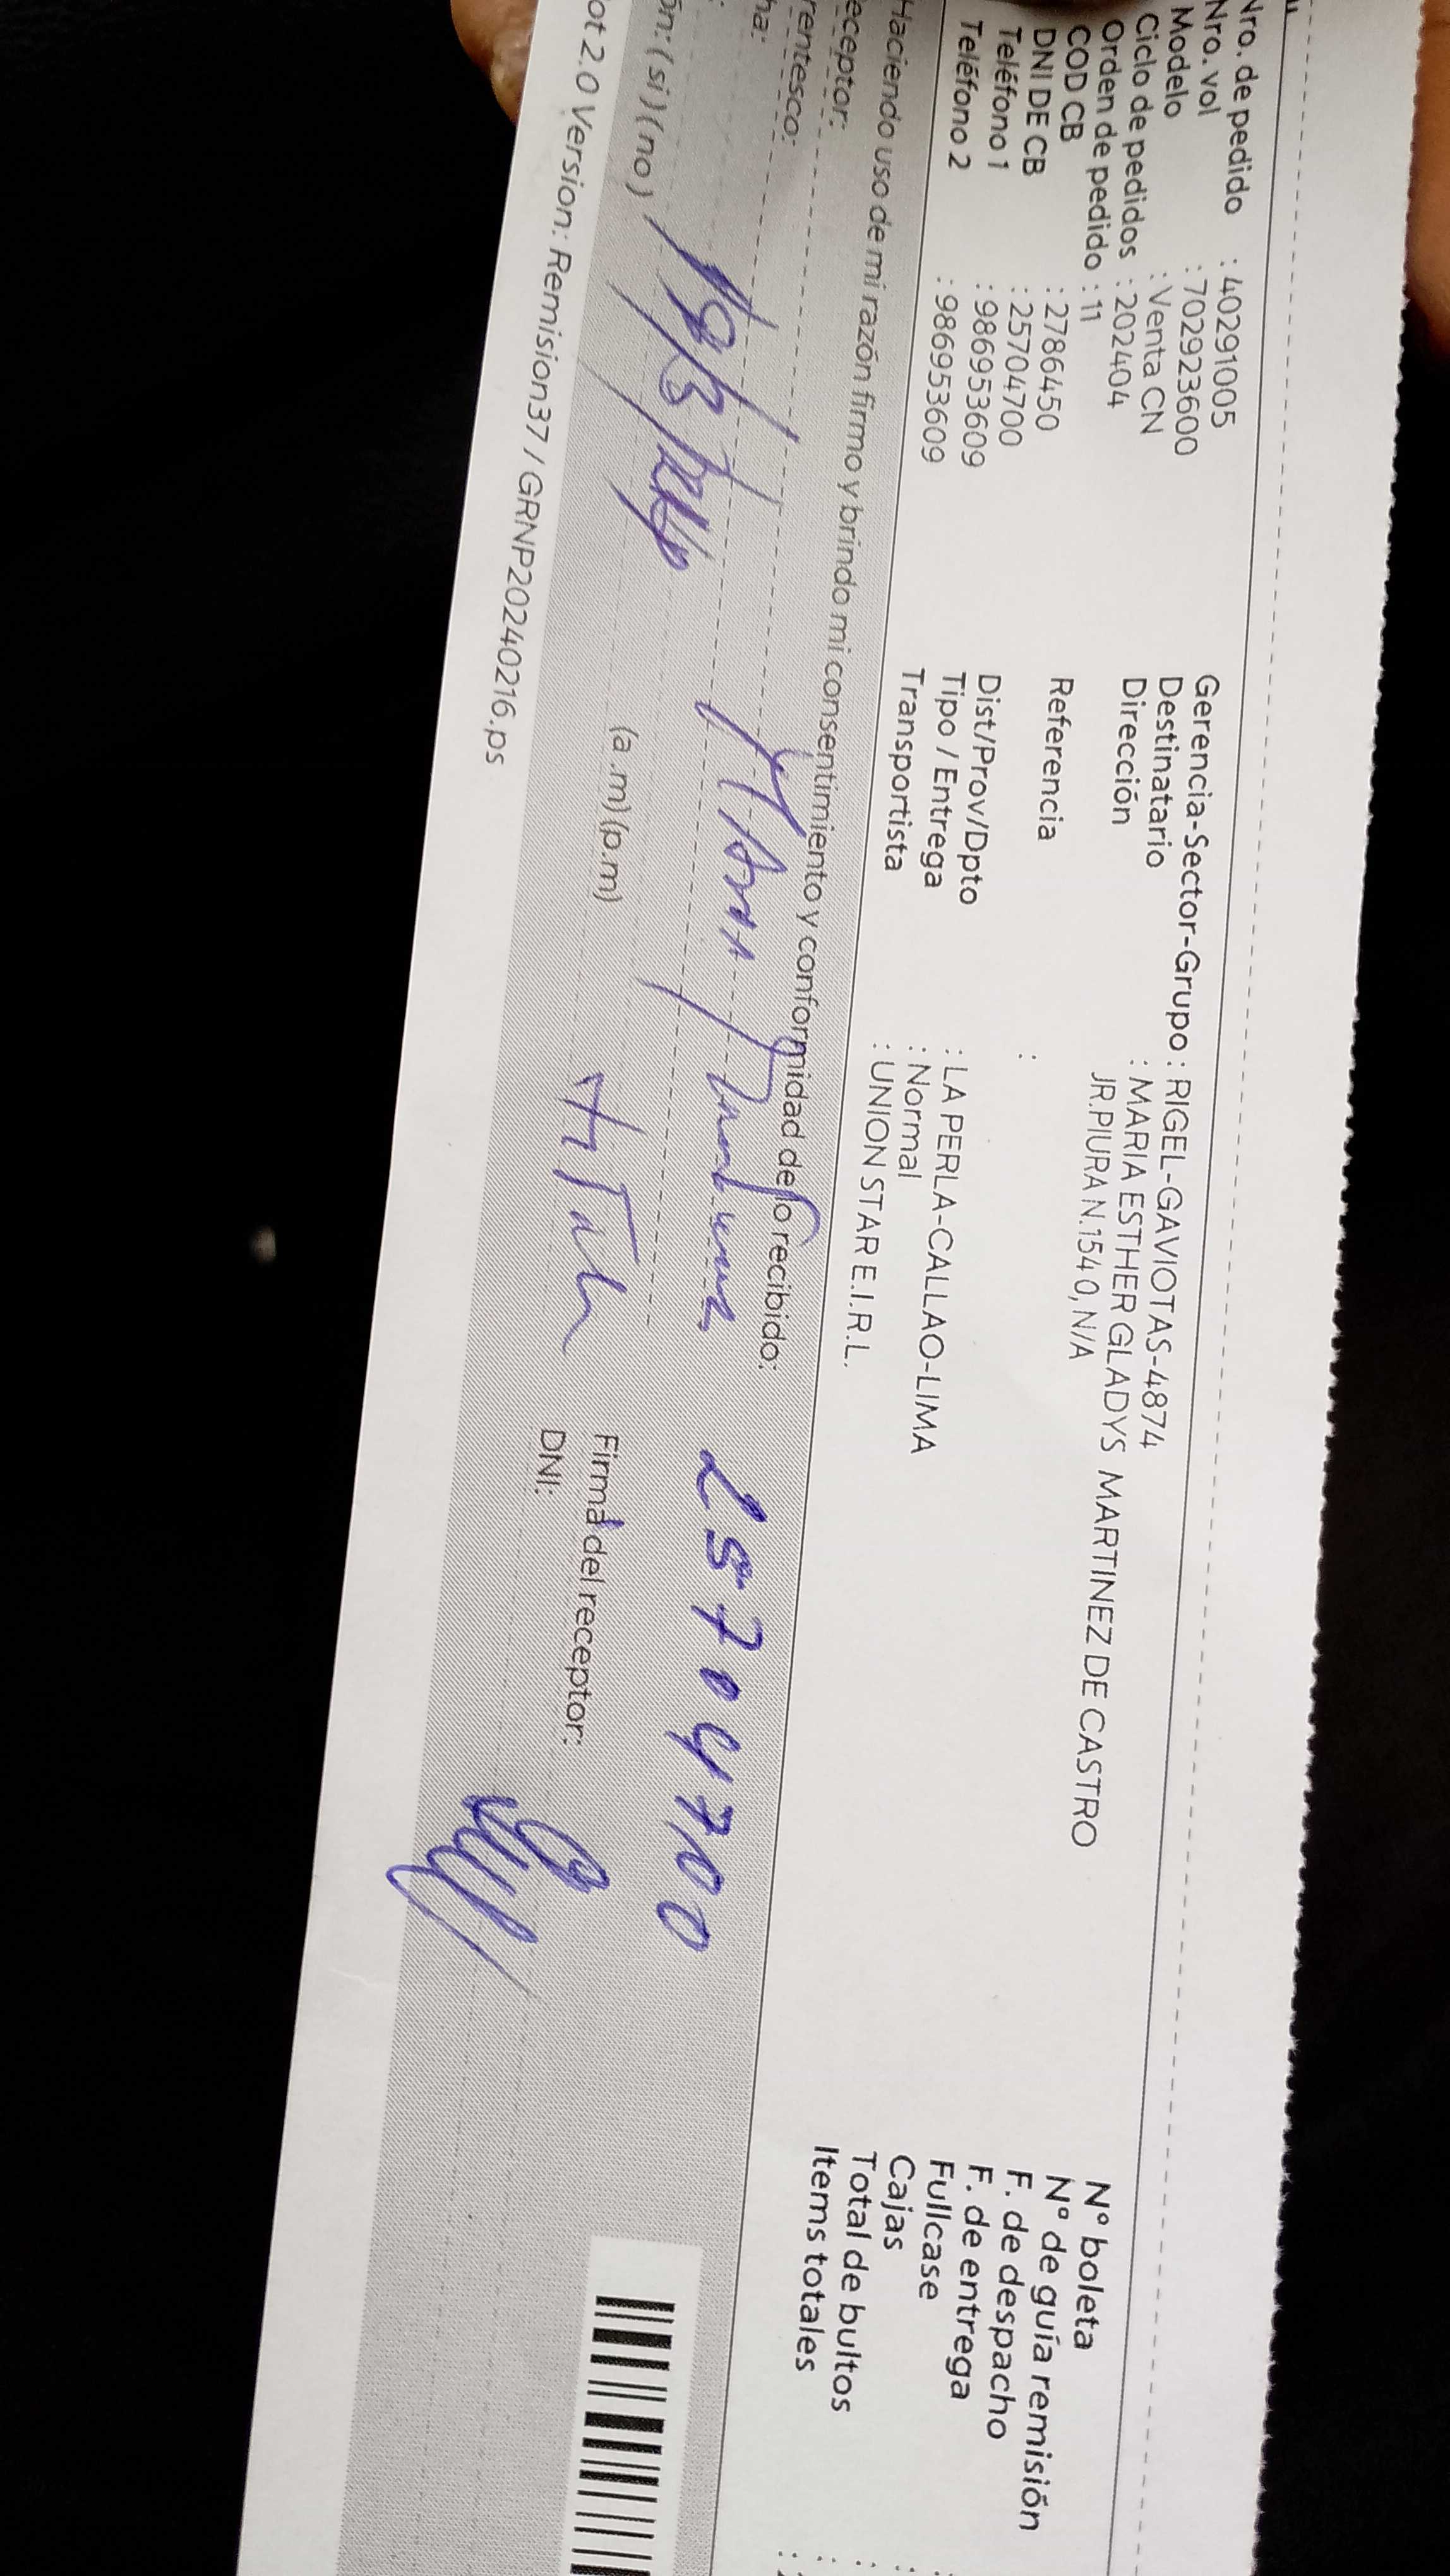 Nro. de pedido : 40291005
Nro. vol : 702923600
Modelo : Venta CN
Ciclo de pedidos : 202404
Orden de pedido : 11
COD CB : 2786450
DNI DE CB : 25704700
Teléfono 1 : 986953609
Teléfono 2 : 986953609
Gerencia-Sector-Grupo : RIGEL-GAVIOTAS-4874
Destinatario : MARIA ESTHER GLADYS MARTINEZ DE CASTRO
Dirección JR.PIURA N.154 0, N/A
Referencia :
Dist/Prov/Dpto : LA PERLA-CALLAO-LIMA
Tipo / Entrega : Normal
Transportista : UNION STAR E.I.R.L.
N° boleta
N° de guía remisión
F. de despacho
F. de entrega
Fullcase
Cajas
Total de bultos
Items totales
Haciendo uso de mi razón firmo y brindo mi consentimiento y conformidad de lo recibido:
eceptor:
rentesco:
ha:
25704700
ón: (si) (no)
(a.m) (p.m)
Firma del receptor:
DNI:
ot 2.0 Version: Remision37 / GRNP20240216.ps